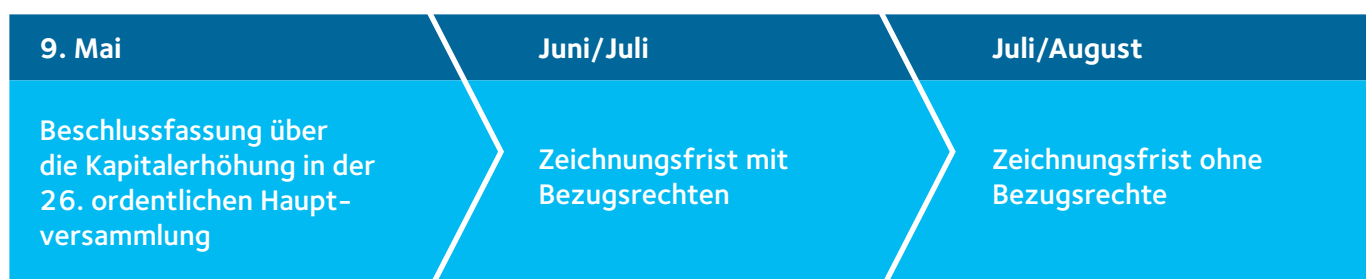 9. Mai
Beschlussfassung über
die Kapitalerhöhung in der
26. ordentlichen Haupt-
versammlung
Juni/Juli
Zeichnungsfrist mit
Bezugsrechten
Juli/August
Zeichnungsfrist ohne
Bezugsrechte